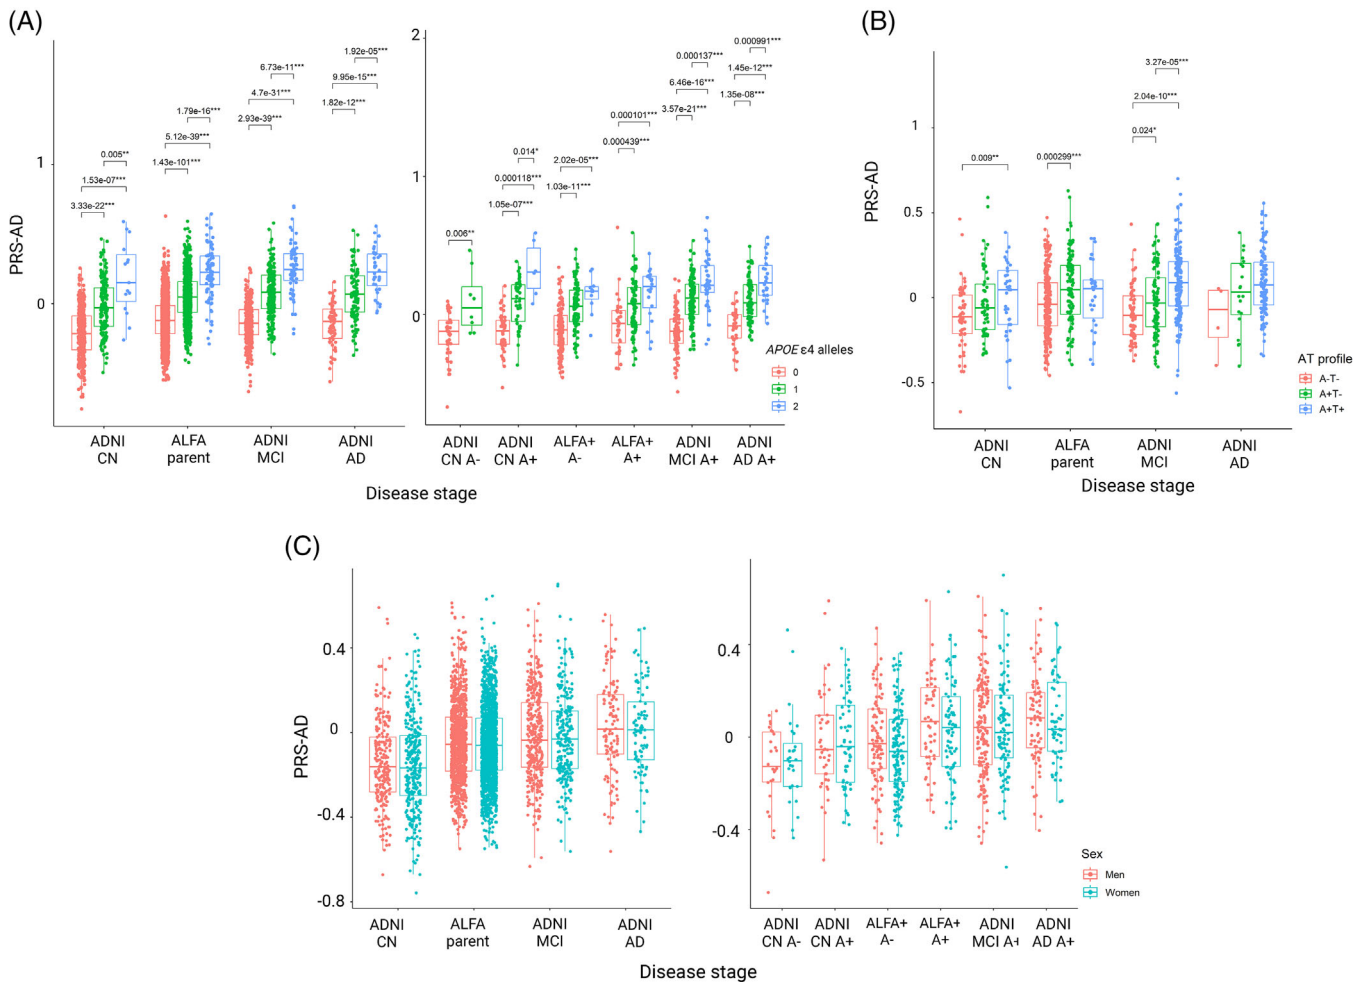 (A)
PRS-AD
1
0
3.33e-22***
1.53e-07***
0.005**
1.43e-101***
5.12e-39***
1.79e-16***
2.93e-39***
4.7e-31***
6.73e-11***
1.82e-12***
9.95e-15***
1.92e-05***
ADNI
CN
ALFA
parent
ADNI
MCI
ADNI
AD
2
1
0
0.006**
1.05e-07***
0.000118***
0.014*
1.03e-11***
2.02e-05***
0.000439***
0.000101***
3.57e-21***
6.46e-16***
0.000137***
1.35e-08***
1.45e-12***
0.000991***
ADNI
CN A-
ADNI
CN A+
ALFA+
A-
ALFA+
A+
ADNI
MCI A+
ADNI
AD A+
Disease stage
APOE ε4 alleles
0
1
2
(B)
PRS-AD
1
0.5
0
-0.5
0.009**
0.000299***
0.024*
2.04e-10***
3.27e-05***
ADNI
CN
ALFA
parent
ADNI
MCI
ADNI
AD
Disease stage
AT profile
A-T-
A+T-
A+T+
(C)
PRS-AD
0.4
0
-0.4
-0.8
ADNI
CN
ALFA
parent
ADNI
MCI
ADNI
AD
0.4
0
-0.4
ADNI
CN A-
ADNI
CN A+
ALFA+
A-
ALFA+
A+
ADNI
MCI A+
ADNI
AD A+
Disease stage
Sex
Men
Women